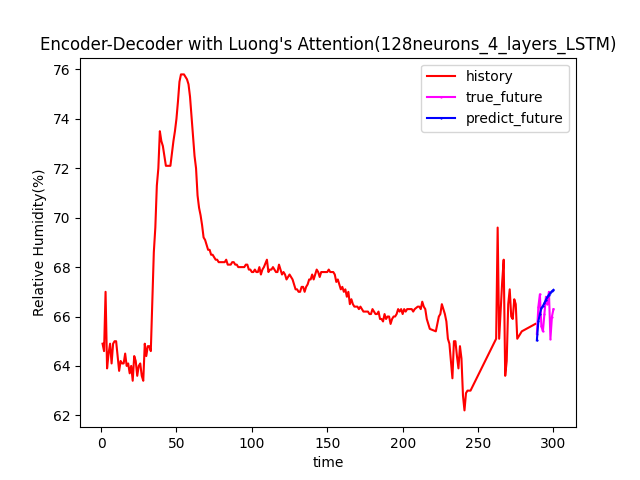 Encoder-Decoder with Luong's Attention(128neurons_4_layers_LSTM)
history
true_future
predict_future
Relative Humidity(%)
76
74
72
70
68
66
64
62
0 50 100 150 200 250 300
time